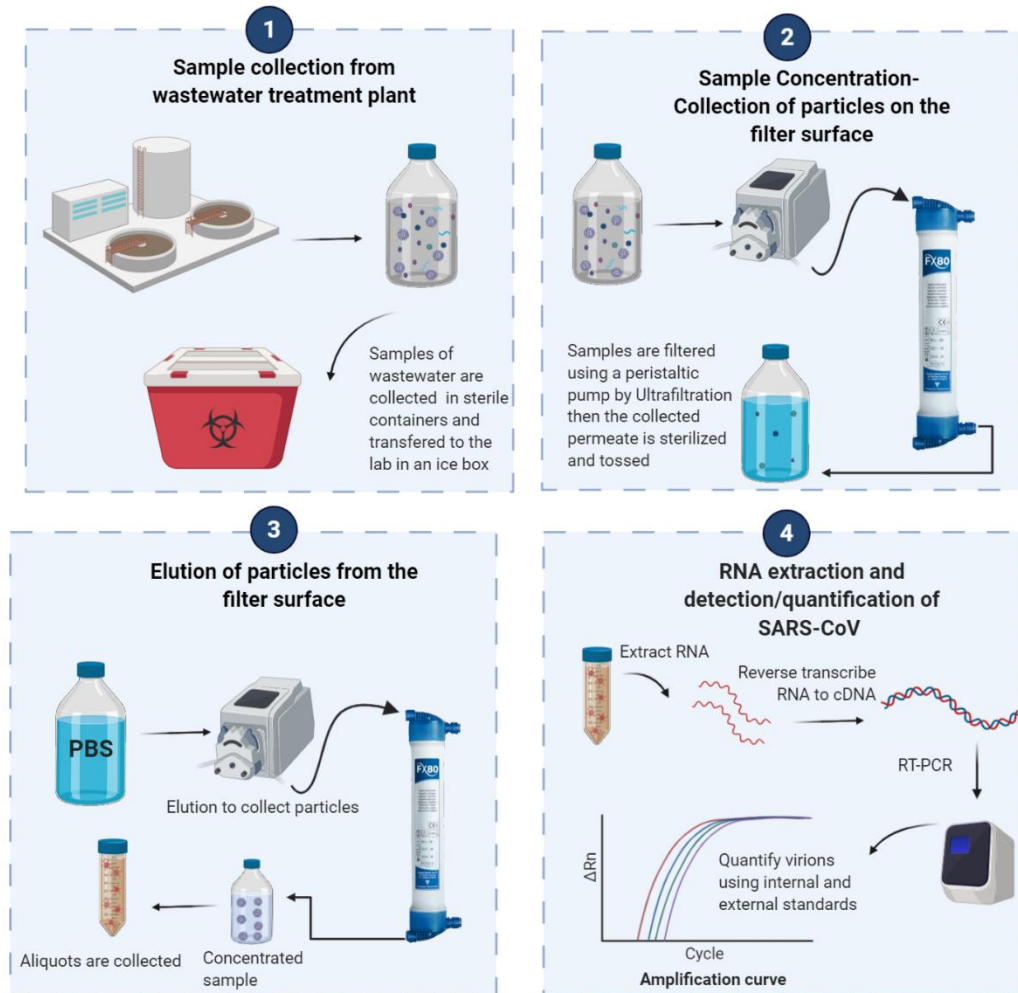 1
Sample collection from
wastewater treatment plant
Samples of
wastewater are
collected in sterile
containers and
transfered to the
lab in an ice box
2
Sample Concentration-
Collection of particles on the
filter surface
FX80
Samples are filtered
using a peristaltic
pump by Ultrafiltration
then the collected
permeate is sterilized
and tossed
3
Elution of particles from the
filter surface
PBS
FX80
Elution to collect particles
Aliquots are collected
Concentrated
sample
4
RNA extraction and
detection/quantification of
SARS-CoV
Extract RNA
Reverse transcribe
RNA to cDNA
RT-PCR
ΔRn
Quantify virions
using internal and
external standards
Cycle
Amplification curve